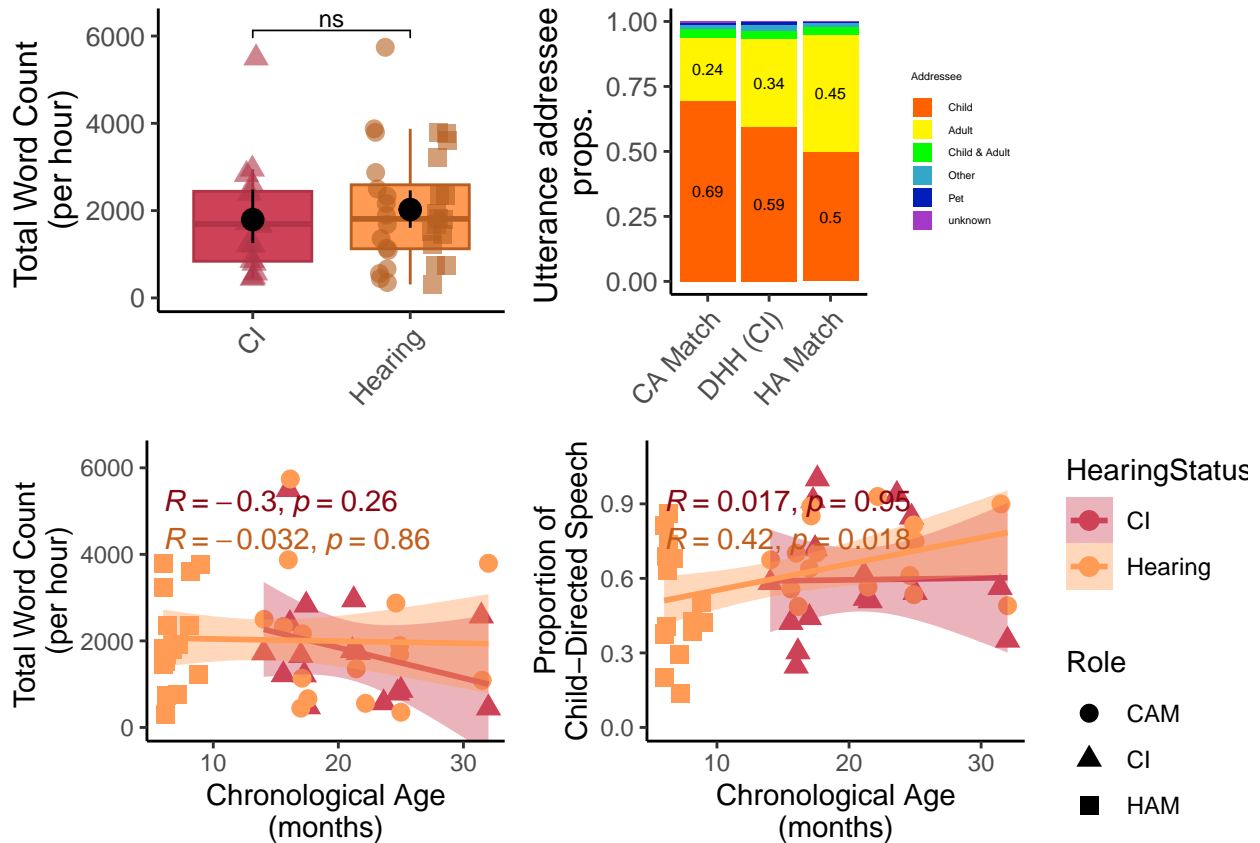 Total Word Count
(per hour)
6000
4000
2000
0
ns
CI
Hearing
Utterance addressee
props.
1.00
0.75
0.50
0.25
0.00
0.24
0.34
0.45
0.69
0.59
0.5
CA Match
DHH (CI)
HA Match
Addressee
Child
Adult
Child & Adult
Other
Pet
unknown
Total Word Count
(per hour)
6000
4000
2000
0
R = −0.3, p = 0.26
R = −0.032, p = 0.86
10
20
30
Chronological Age
(months)
Proportion of
Child−Directed Speech
0.9
0.6
0.3
0.0
R = 0.017, p = 0.95
R = 0.42, p = 0.018
10
20
30
Chronological Age
(months)
HearingStatus
CI
Hearing
Role
CAM
CI
HAM